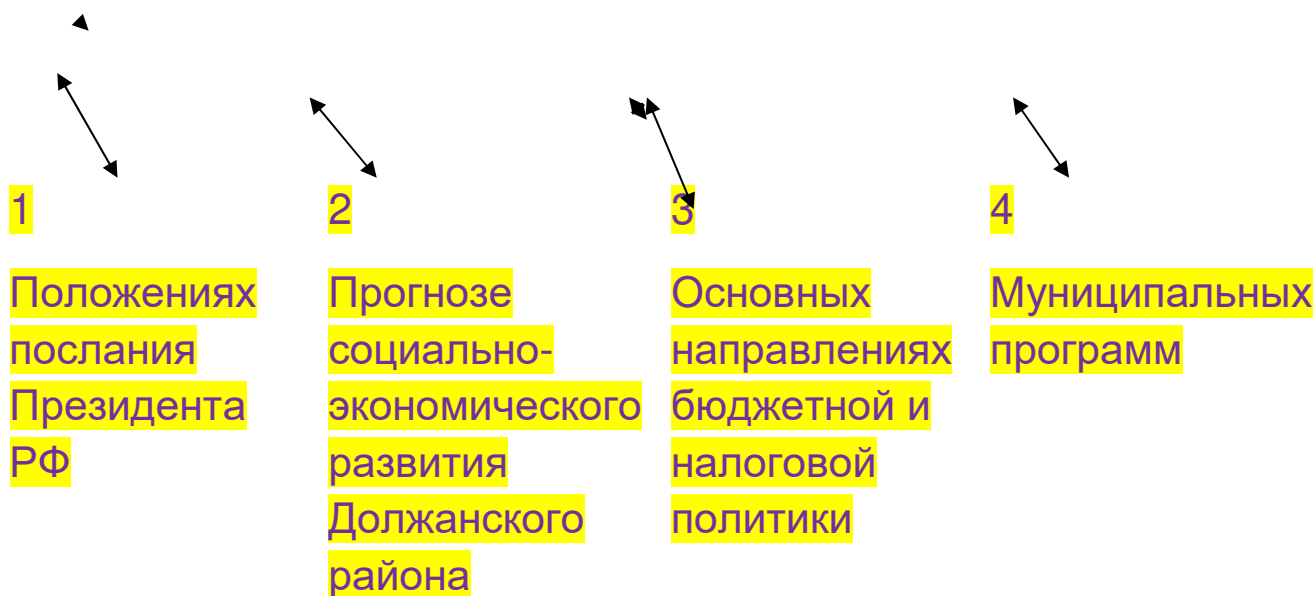 1
Положениях
послания
Президента
РФ
2
Прогнозе
социально-
экономического
развития
Должанского
района
3
Основных
направлениях
бюджетной и
налоговой
политики
4
Муниципальных
программ